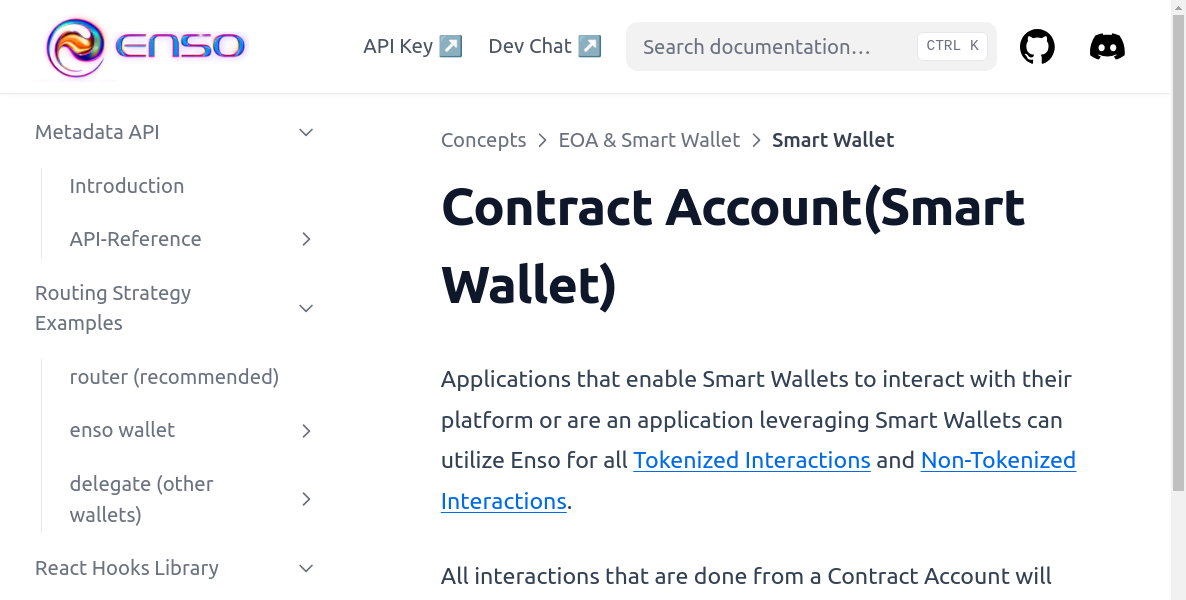 enso
API Key ↗
Dev Chat ↗
Search documentation…
CTRL K
Metadata API
Introduction
API-Reference
Routing Strategy
Examples
router (recommended)
enso wallet
delegate (other
wallets)
React Hooks Library
Concepts > EOA & Smart Wallet > Smart Wallet
Contract Account(Smart
Wallet)
Applications that enable Smart Wallets to interact with their
platform or are an application leveraging Smart Wallets can
utilize Enso for all Tokenized Interactions and Non-Tokenized
Interactions.
All interactions that are done from a Contract Account will